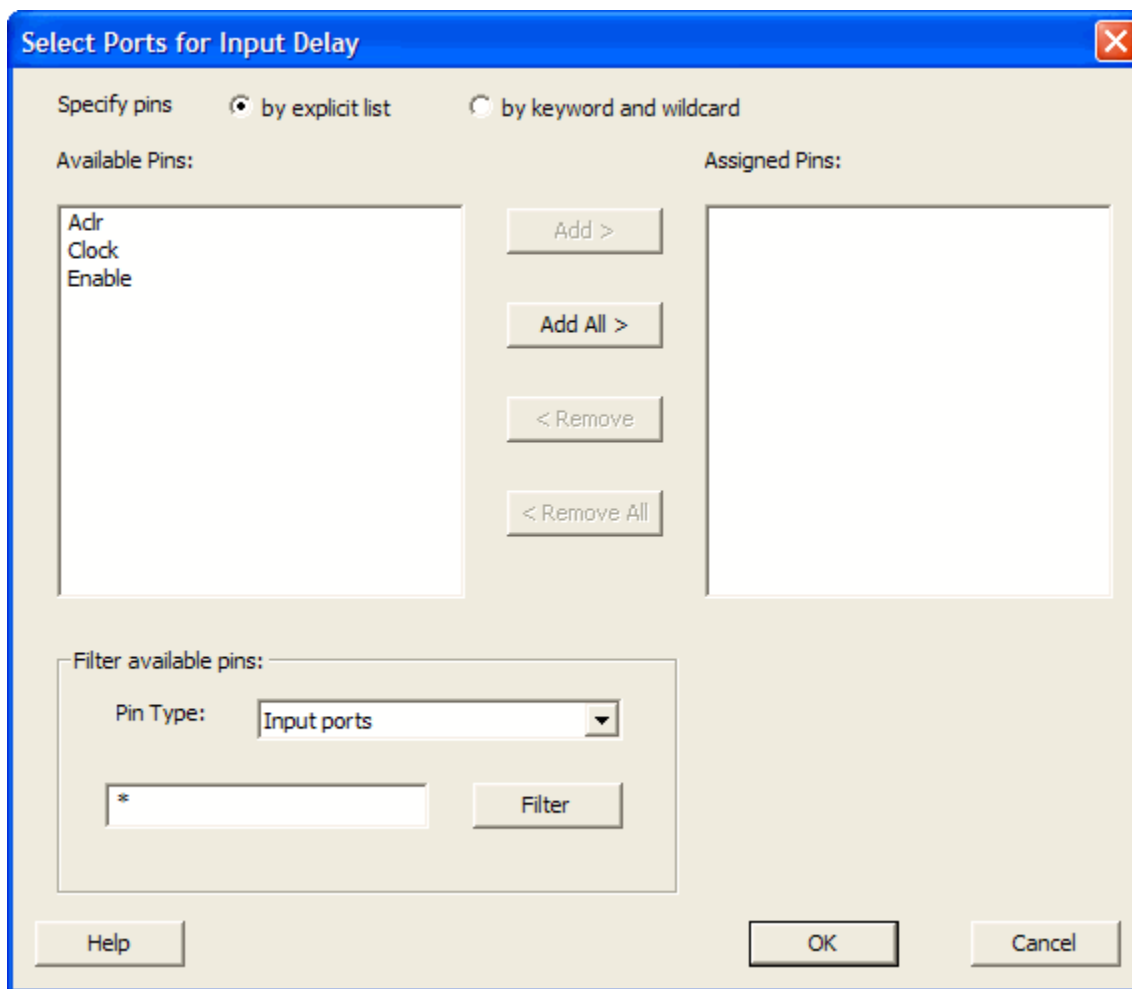 Select Ports for Input Delay
Specify pins by explicit list by keyword and wildcard
Available Pins: Assigned Pins:
Aclr
Clock
Enable
Add >
Add All >
< Remove
< Remove All
Filter available pins:
Pin Type: Input ports
* Filter
Help OK Cancel